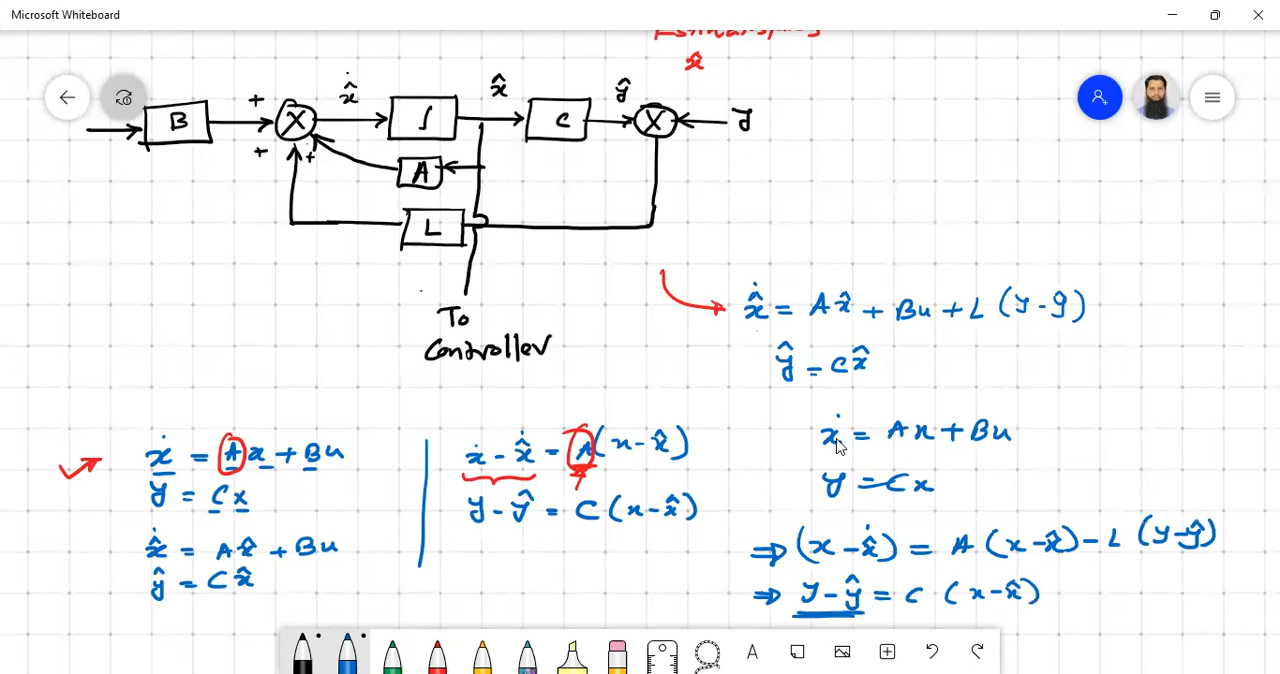 Microsoft Whiteboard
x̂
B + X ẋ̂ ∫ x̂ C ŷ X y
+ +
A
L
To
Controller
ẋ̂ = Ax̂ + Bu + L (y - ŷ)
ŷ = Cx̂
ẋ = Ax + Bu
y = Cx
ẋ = Ax + Bu
y = Cx
ẋ̂ = Ax̂ + Bu
ŷ = Cx̂
ẋ - ẋ̂ = A(x - x̂)
y - ŷ = C (x - x̂)
⇒ (ẋ - ẋ̂) = A (x - x̂) - L (y - ŷ)
⇒ y - ŷ = C (x - x̂)
A